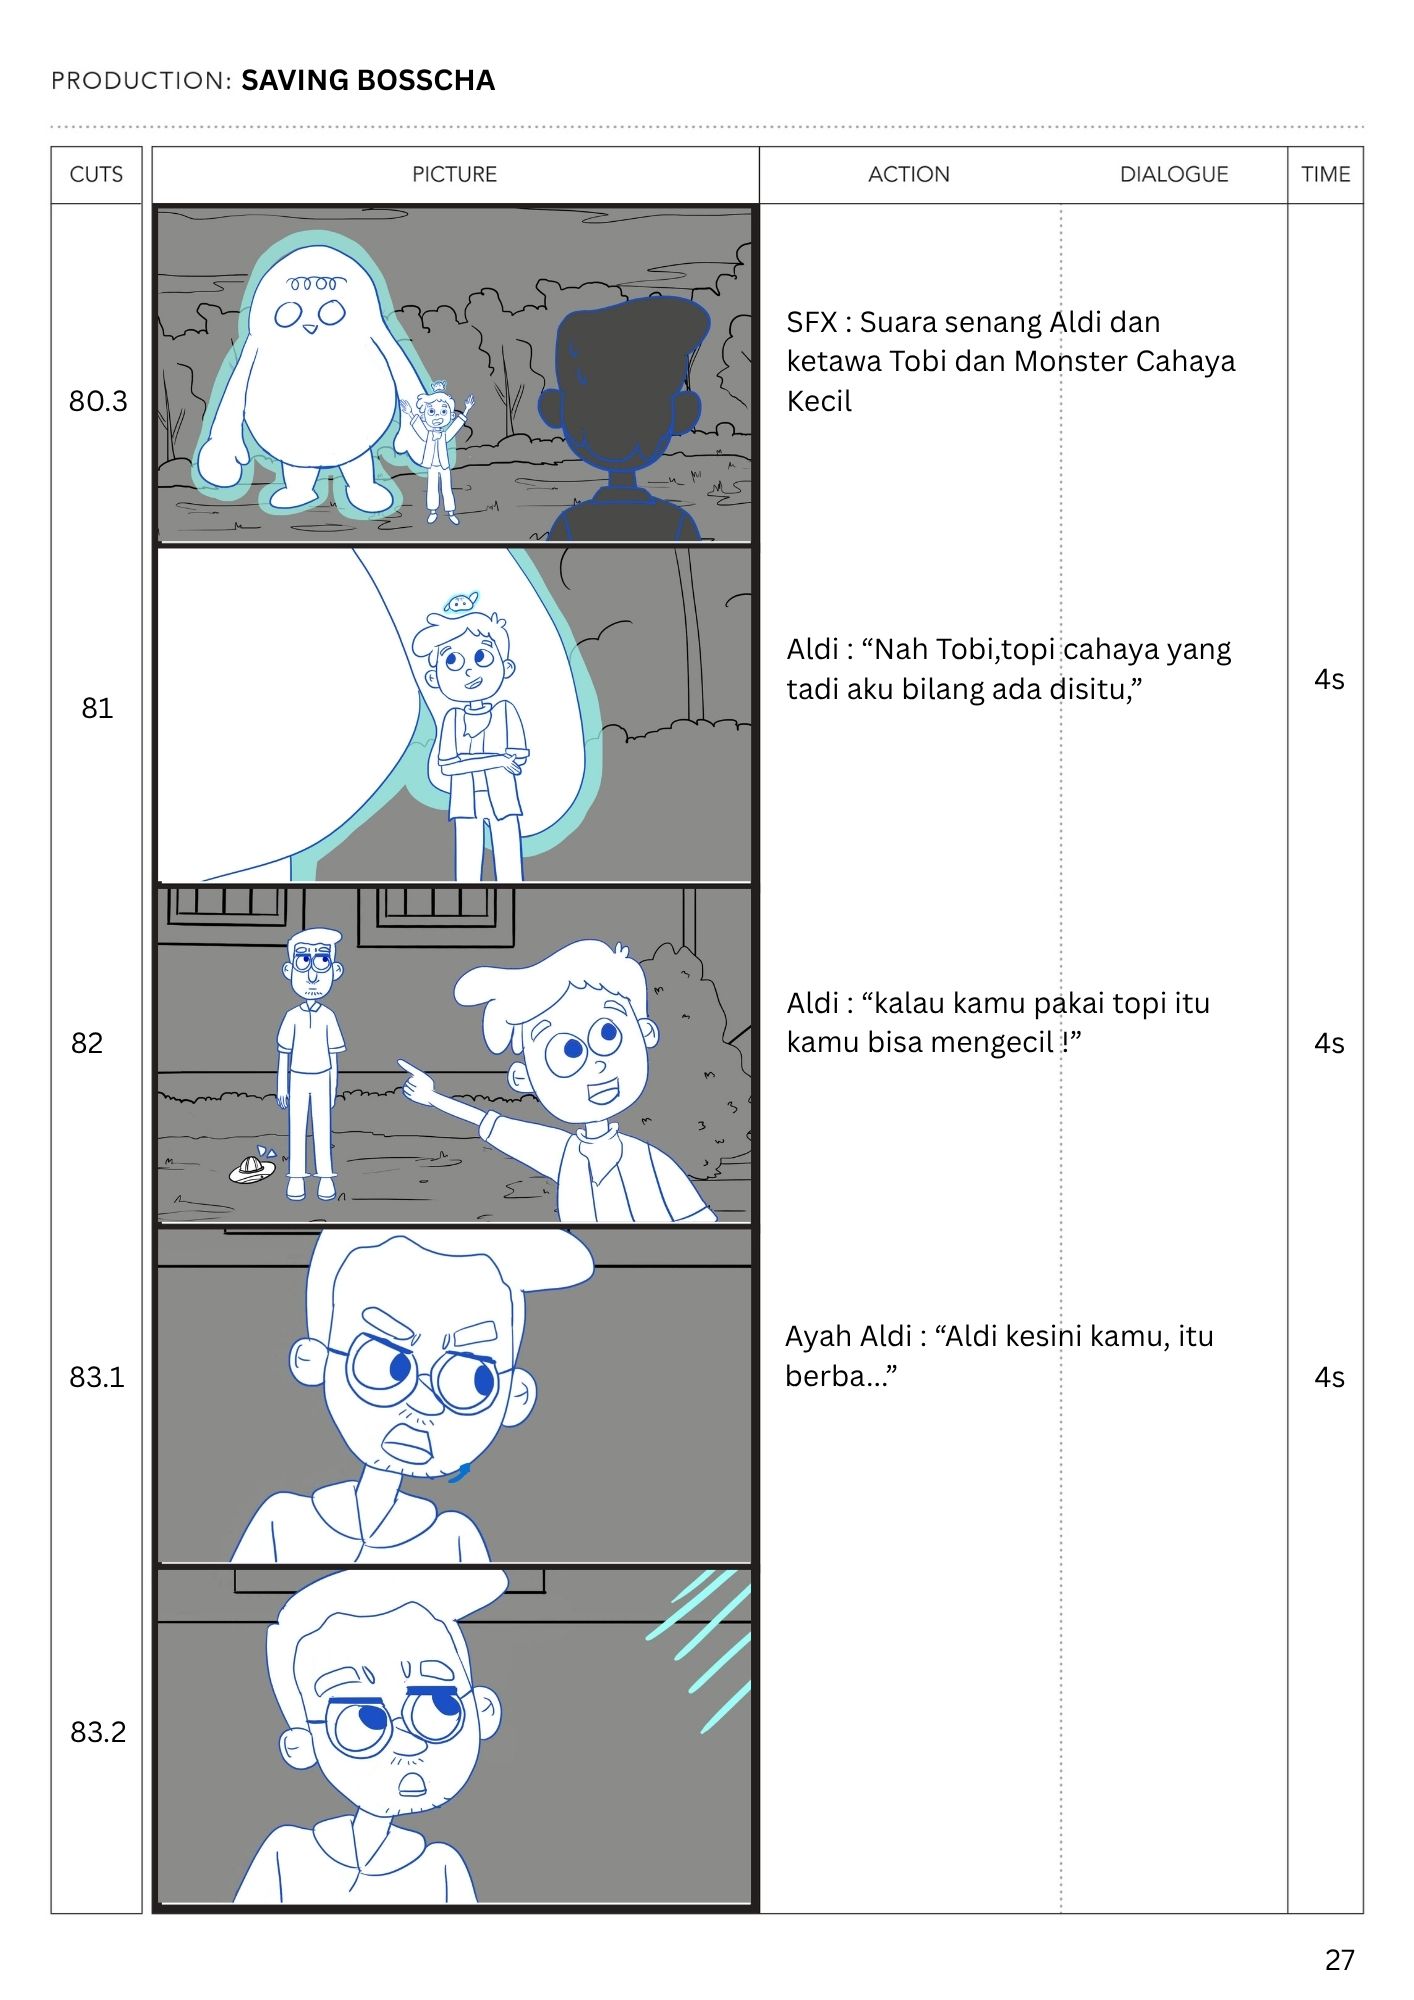 PRODUCTION: SAVING BOSSCHA
CUTS PICTURE ACTION DIALOGUE TIME
80.3
SFX : Suara senang Aldi dan
ketawa Tobi dan Monster Cahaya
Kecil
81
Aldi : “Nah Tobi,topi cahaya yang
tadi aku bilang ada disitu,”
4s
82
Aldi : “kalau kamu pakai topi itu
kamu bisa mengecil !”
4s
83.1
Ayah Aldi : “Aldi kesini kamu, itu
berba...”
4s
83.2
27